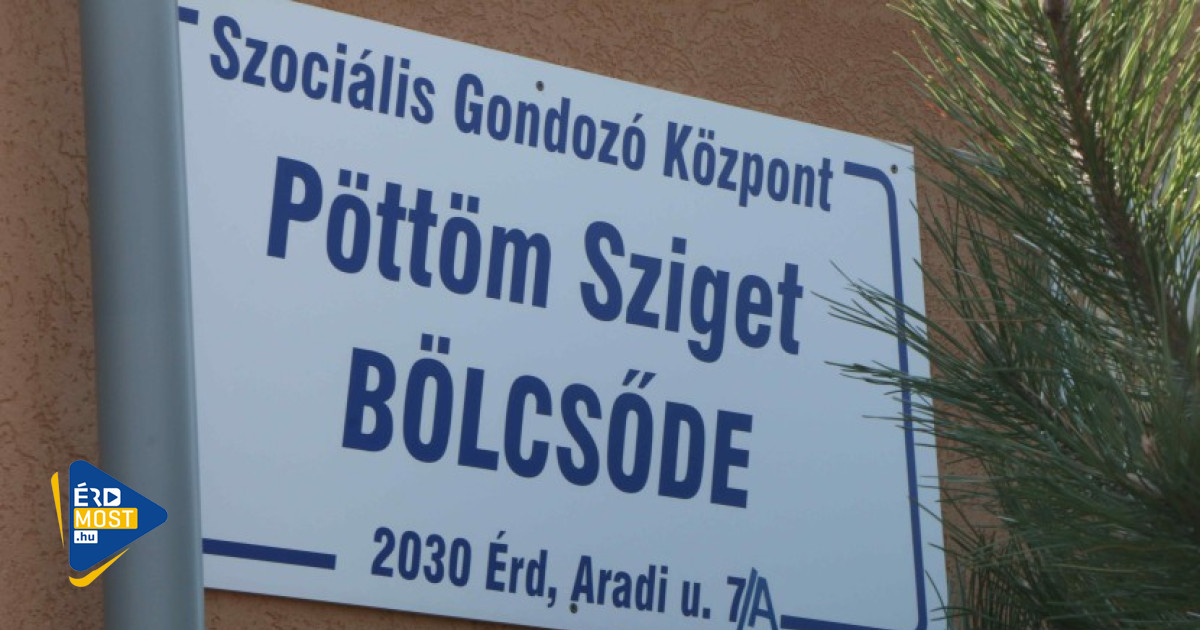 Szociális Gondozó Központ
Pöttöm Sziget
BÖLCSŐDE
2030 Érd, Aradi u. 7/A
ÉRD
MOST
.hu